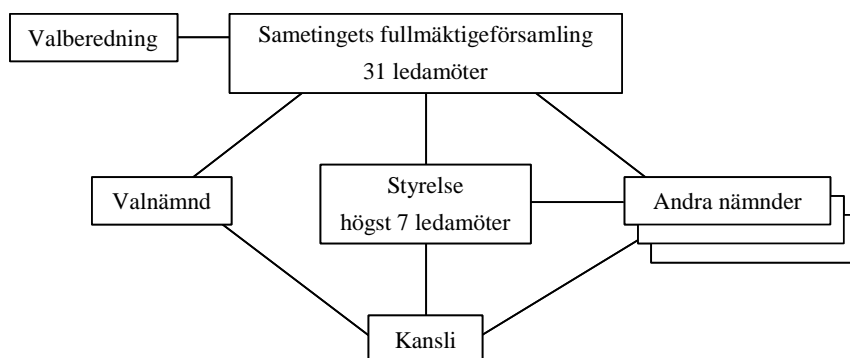 Valberedning
Sametingets fullmäktigeförsamling
31 ledamöter
Valnämnd
Styrelse
högst 7 ledamöter
Andra nämnder
Kansli